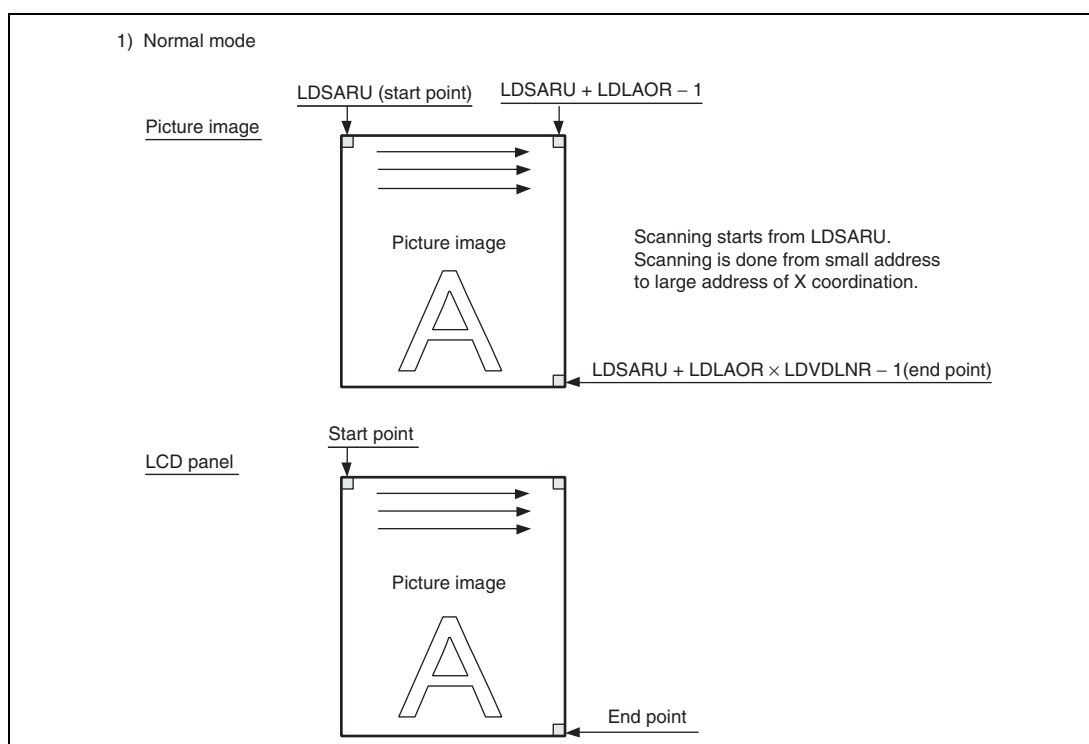 1) Normal mode
LDSARU (start point)
LDSARU + LDLAOR – 1
Picture image
Picture image
Scanning starts from LDSARU.
Scanning is done from small address
to large address of X coordination.
A
LDSARU + LDLAOR × LDVDLNR – 1(end point)
Start point
LCD panel
Picture image
A
End point